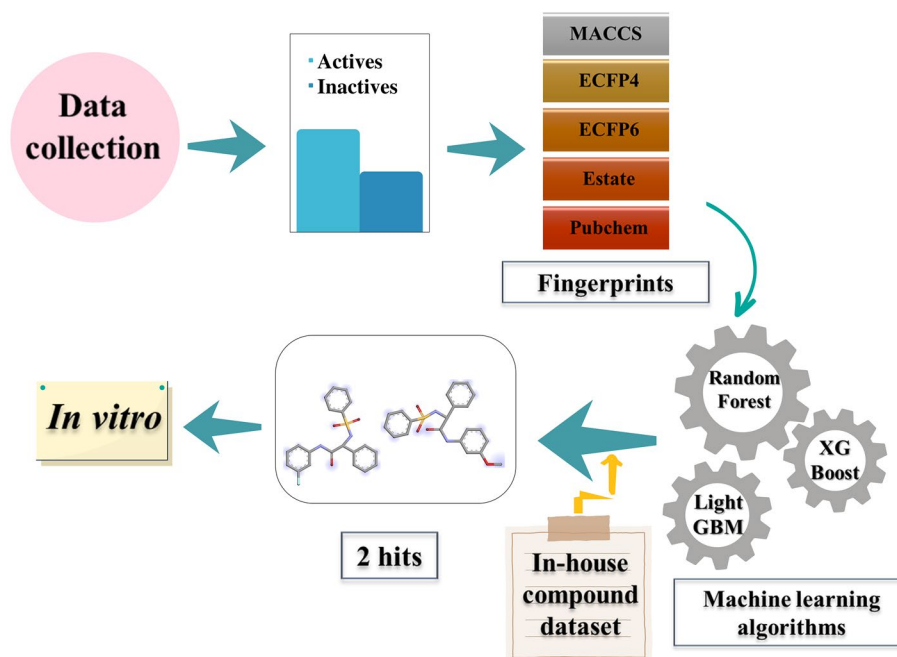 Data
collection
Actives
Inactives
MACCS
ECFP4
ECFP6
Estate
Pubchem
Fingerprints
Random
Forest
XG
Boost
Light
GBM
Machine learning
algorithms
In-house
compound
dataset
2 hits
In vitro